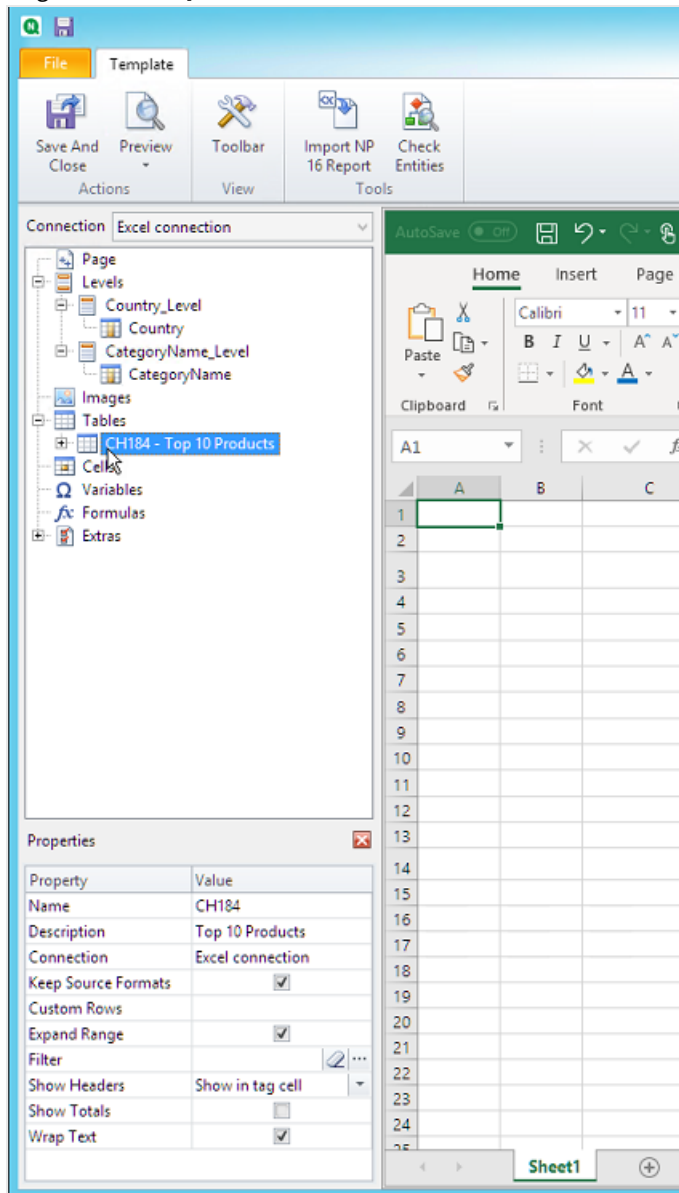 File Template
Save And Close
Preview
Toolbar
Import NP 16 Report
Check Entities
Actions View Tools
Connection Excel connection
Page
Levels
Country_Level
Country
CategoryName_Level
CategoryName
Images
Tables
CH184 - Top 10 Products
Cells
Variables
Formulas
Extras
Properties
Property Value
Name CH184
Description Top 10 Products
Connection Excel connection
Keep Source Formats
Custom Rows
Expand Range
Filter
Show Headers Show in tag cell
Show Totals
Wrap Text
AutoSave Off
Home Insert Page
Paste
Calibri 11
B I U A A
A
Clipboard Font
A1
A B C
1
2
3
4
5
6
7
8
9
10
11
12
13
14
15
16
17
18
19
20
21
22
23
24
Sheet1